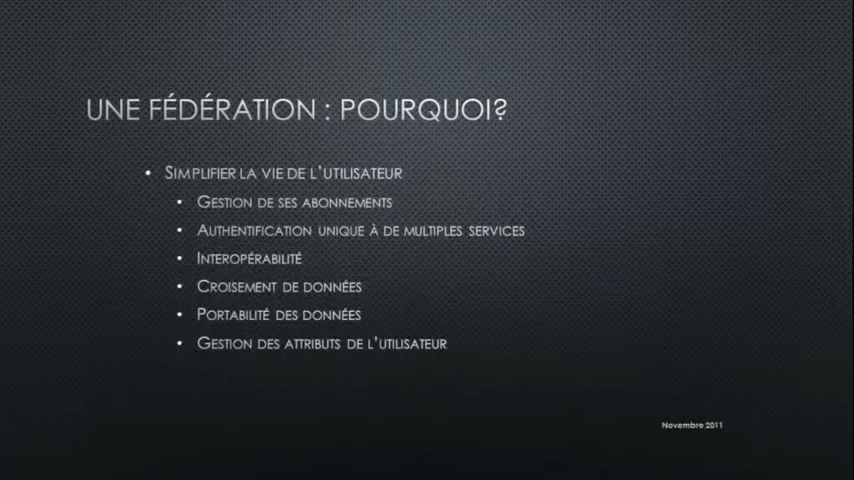 UNE FÉDÉRATION : POURQUOI?
• SIMPLIFIER LA VIE DE L'UTILISATEUR
• GESTION DE SES ABONNEMENTS
• AUTHENTIFICATION UNIQUE À DE MULTIPLES SERVICES
• INTEROPÉRABILITÉ
• CROISEMENT DE DONNÉES
• PORTABILITÉ DES DONNÉES
• GESTION DES ATTRIBUTS DE L'UTILISATEUR
Novembre 2011